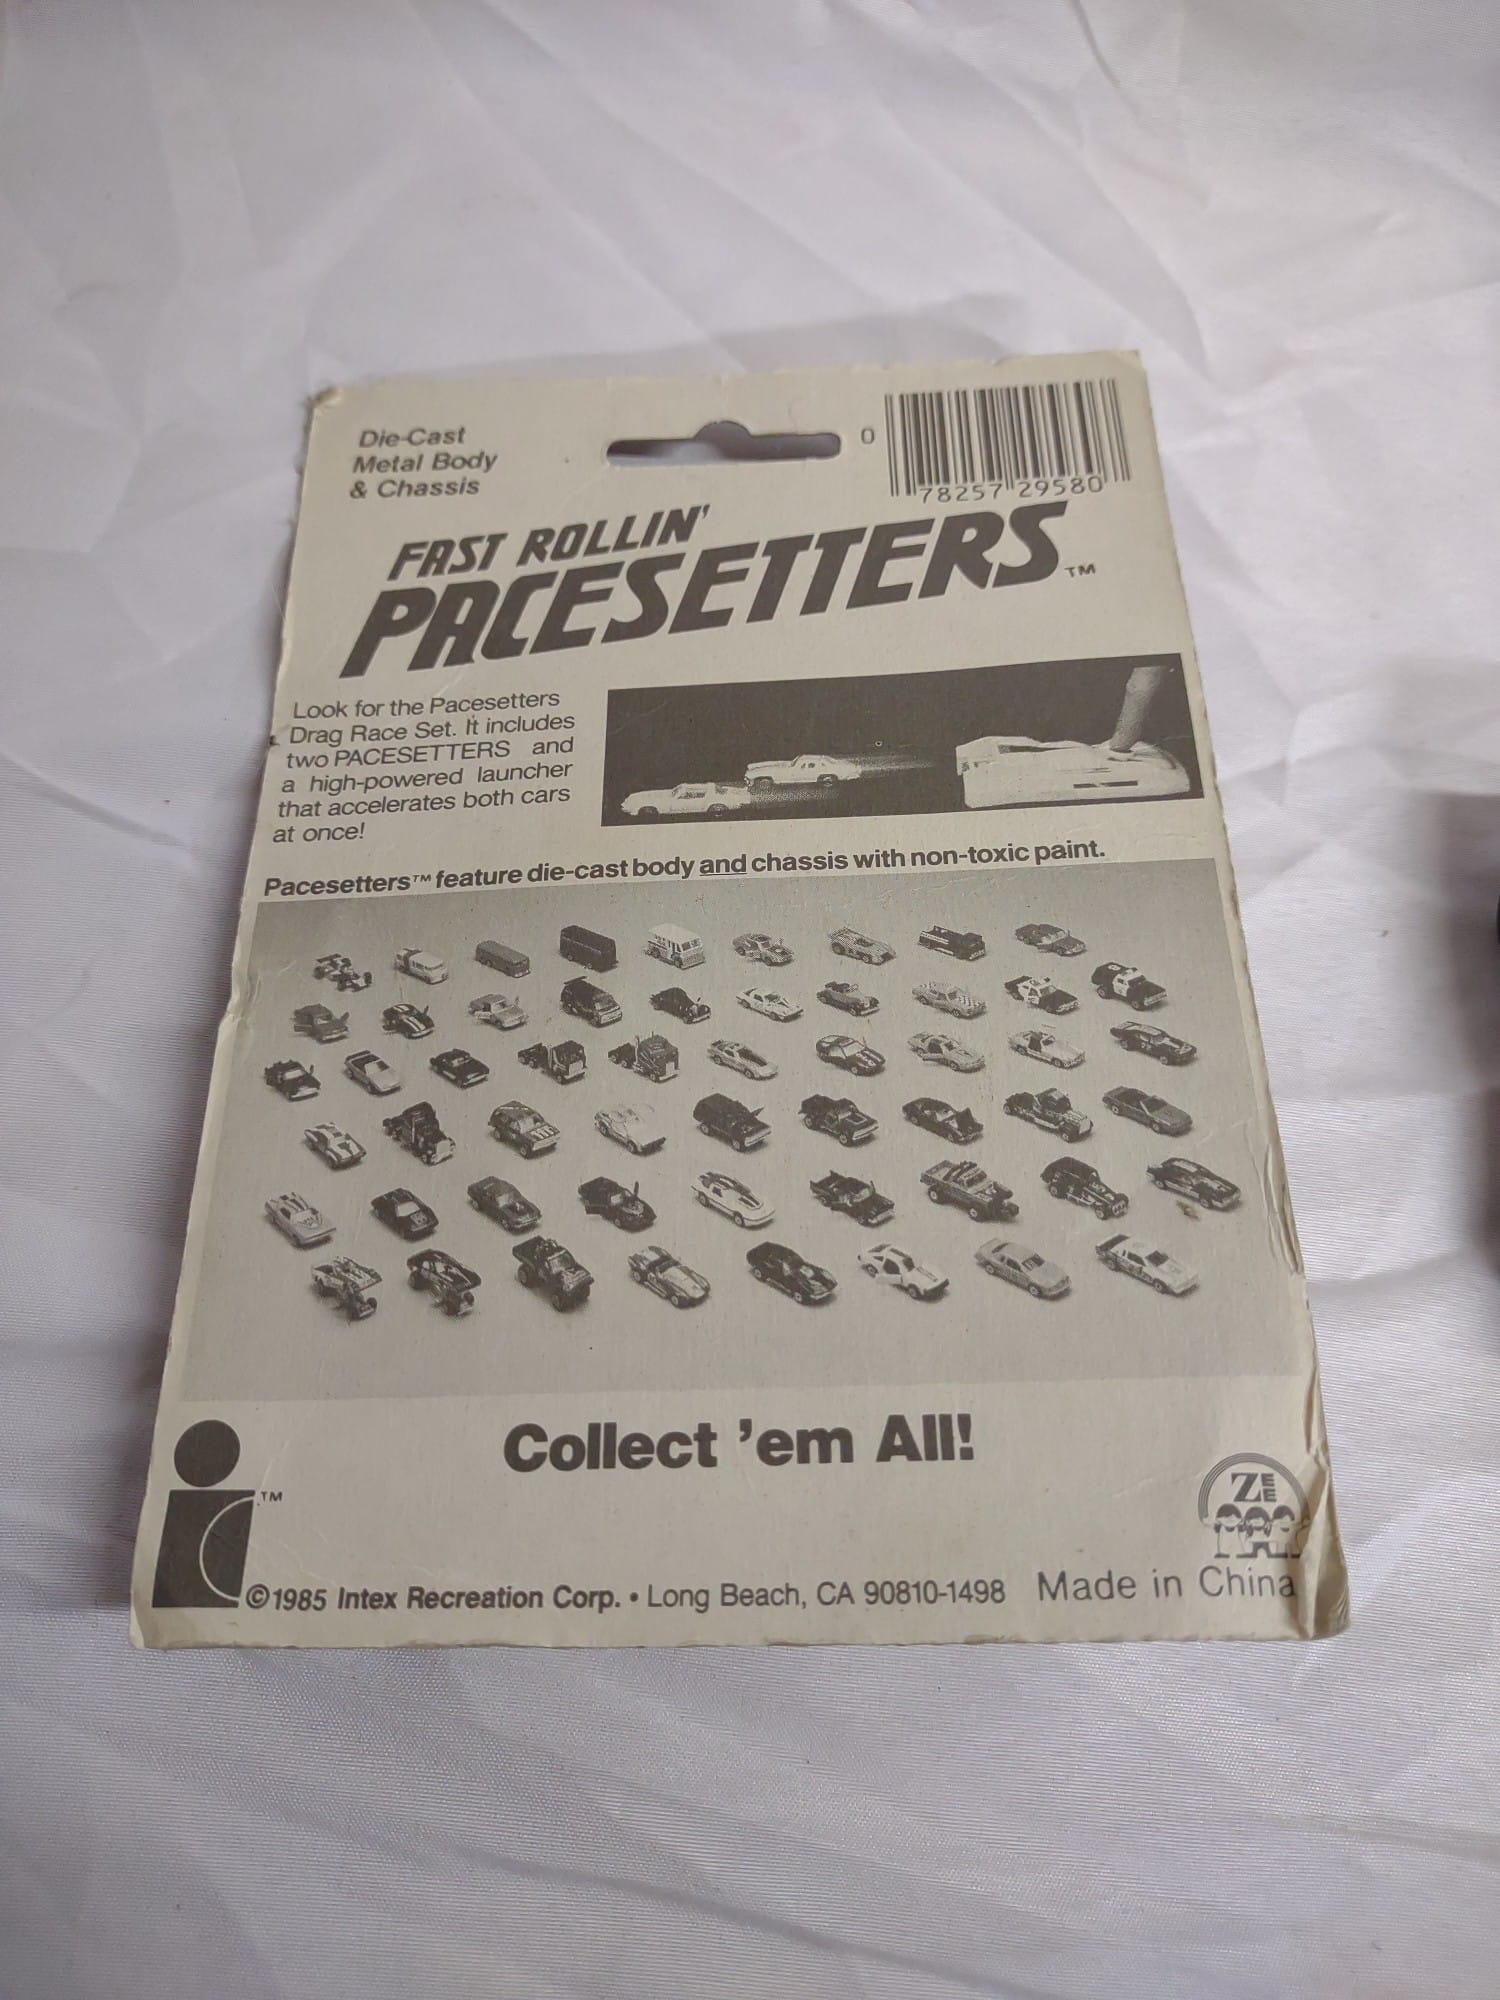 Die-Cast
Metal Body
& Chassis
0
78257 29580
FAST ROLLIN'
PACESETTERS™
Look for the Pacesetters
Drag Race Set. It includes
two PACESETTERS and
a high-powered launcher
that accelerates both cars
at once!
Pacesetters™ feature die-cast body and chassis with non-toxic paint.
Collect 'em All!
TM
ZEE
©1985 Intex Recreation Corp. • Long Beach, CA 90810-1498 Made in China